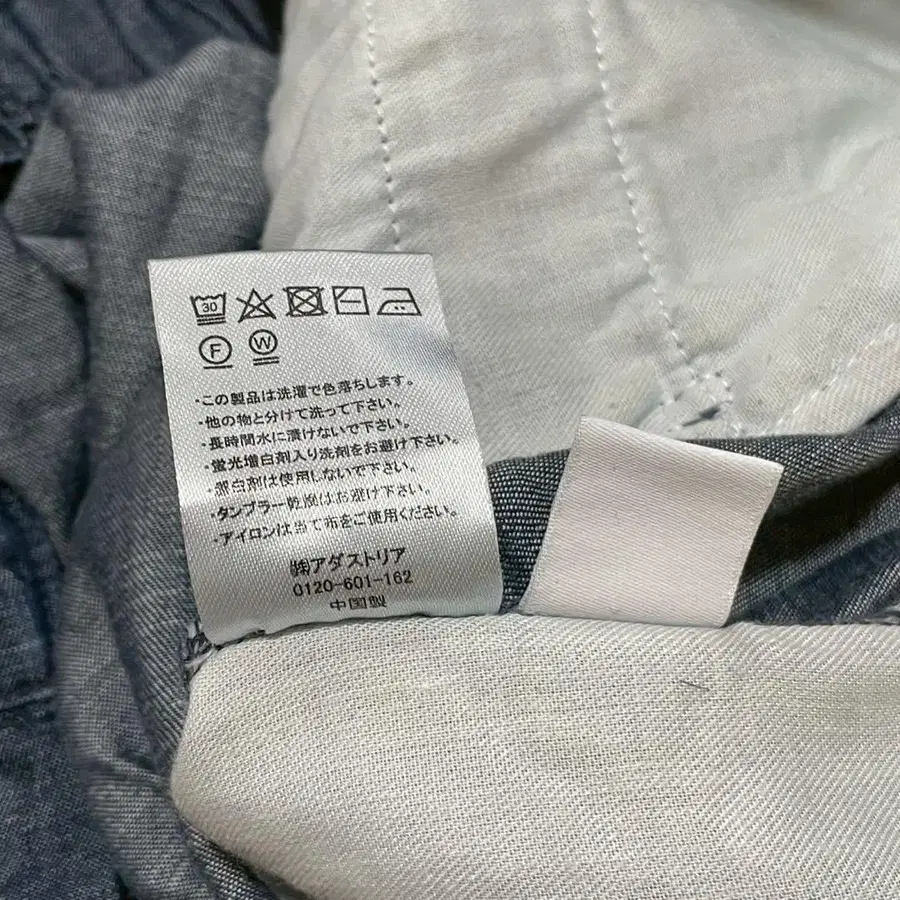 30
F W
・この製品は洗濯で色落ちします。
・他の物と分けて洗って下さい。
・長時間水に漬けないで下さい。
・蛍光増白剤入り洗剤をお避け下さい。
・漂白剤は使用しないで下さい。
・タンブラー乾燥はお避け下さい。
・アイロンは当て布をご使用ください。
㈱アダストリア
0120-601-162
中国製